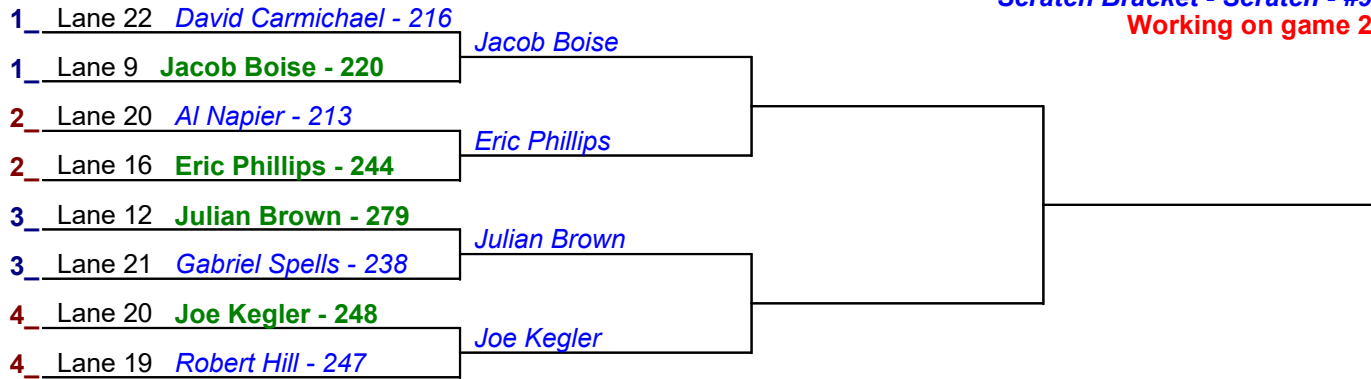 Scratch Bracket - Scratch - #9
Working on game 2
1_ Lane 22 David Carmichael - 216
Jacob Boise
1_ Lane 9 Jacob Boise - 220
2_ Lane 20 Al Napier - 213
Eric Phillips
2_ Lane 16 Eric Phillips - 244
3_ Lane 12 Julian Brown - 279
Julian Brown
3_ Lane 21 Gabriel Spells - 238
4_ Lane 20 Joe Kegler - 248
Joe Kegler
4_ Lane 19 Robert Hill - 247